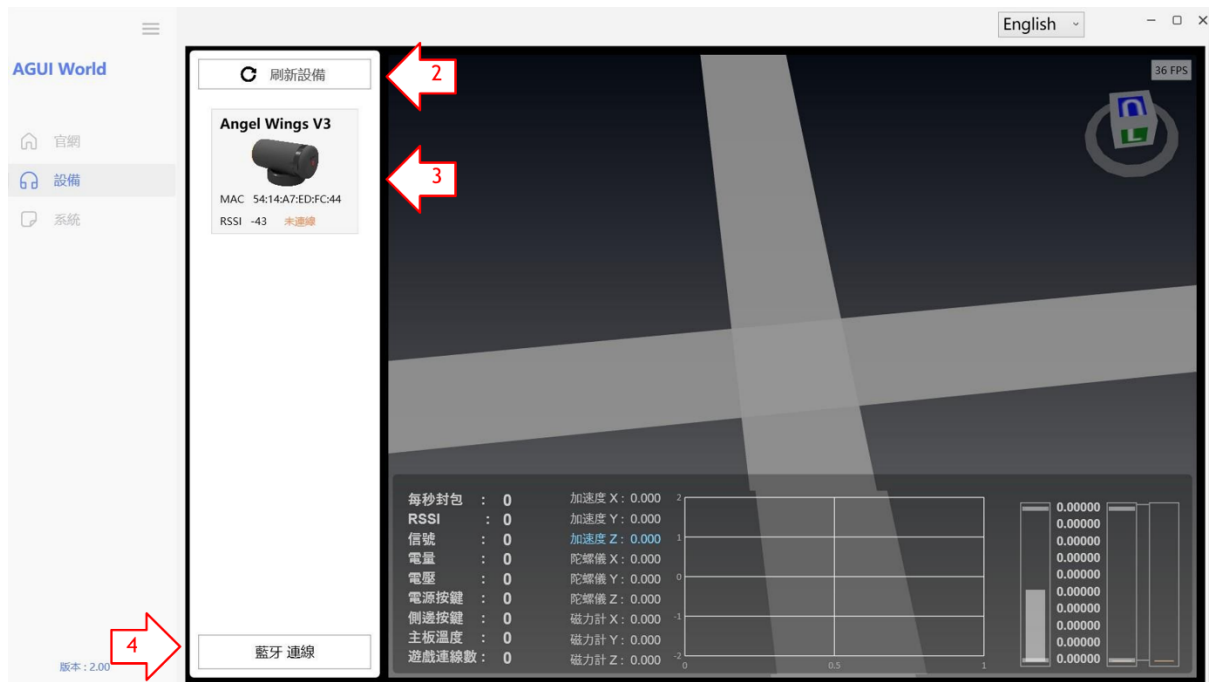 English
AGUI World
官網
設備
系統
版本 : 2.00
刷新設備
2
Angel Wings V3
MAC 54:14:A7:ED:FC:44
RSSI -43 未連線
3
藍牙 連線
4
36 FPS
L
每秒封包 : 0
RSSI : 0
信號 : 0
電量 : 0
電壓 : 0
電源按鍵 : 0
側邊按鍵 : 0
主板溫度 : 0
遊戲連線數 : 0
加速度 X : 0.000
加速度 Y : 0.000
加速度 Z : 0.000
陀螺儀 X : 0.000
陀螺儀 Y : 0.000
陀螺儀 Z : 0.000
磁力計 X : 0.000
磁力計 Y : 0.000
磁力計 Z : 0.000
2
1
0
-1
-2
0 0.5 1
0.00000
0.00000
0.00000
0.00000
0.00000
0.00000
0.00000
0.00000
0.00000
0.00000